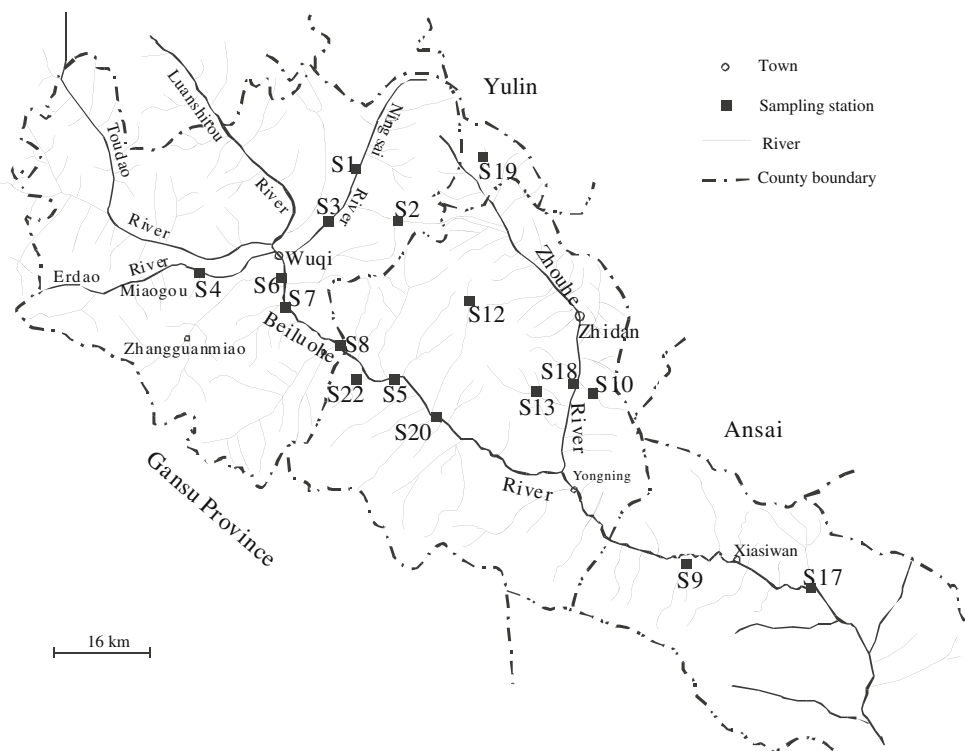 Town
Sampling station
River
County boundary
Yulin
Luanshitou
River
Ning sai
River
Toudao
River
S1
S19
S3
S2
Wuqi
Erdao
River
Miaogou
S4
S6
S7
Zhouhe
River
S12
Zhidan
Zhangguanmiao
Beiluohe
River
S8
S22
S5
S18
S10
S13
S20
Ansai
Yongning
Gansu Province
Xiasiwan
S9
S17
16 km